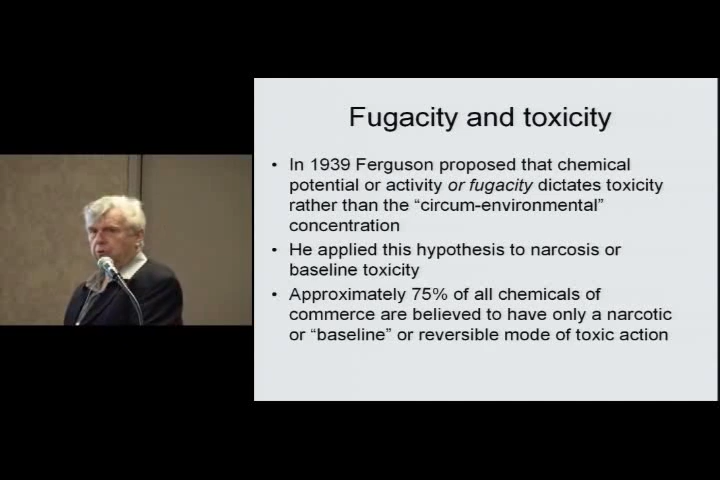 Fugacity and toxicity
• In 1939 Ferguson proposed that chemical
potential or activity or fugacity dictates toxicity
rather than the “circum-environmental”
concentration
• He applied this hypothesis to narcosis or
baseline toxicity
• Approximately 75% of all chemicals of
commerce are believed to have only a narcotic
or “baseline” or reversible mode of toxic action